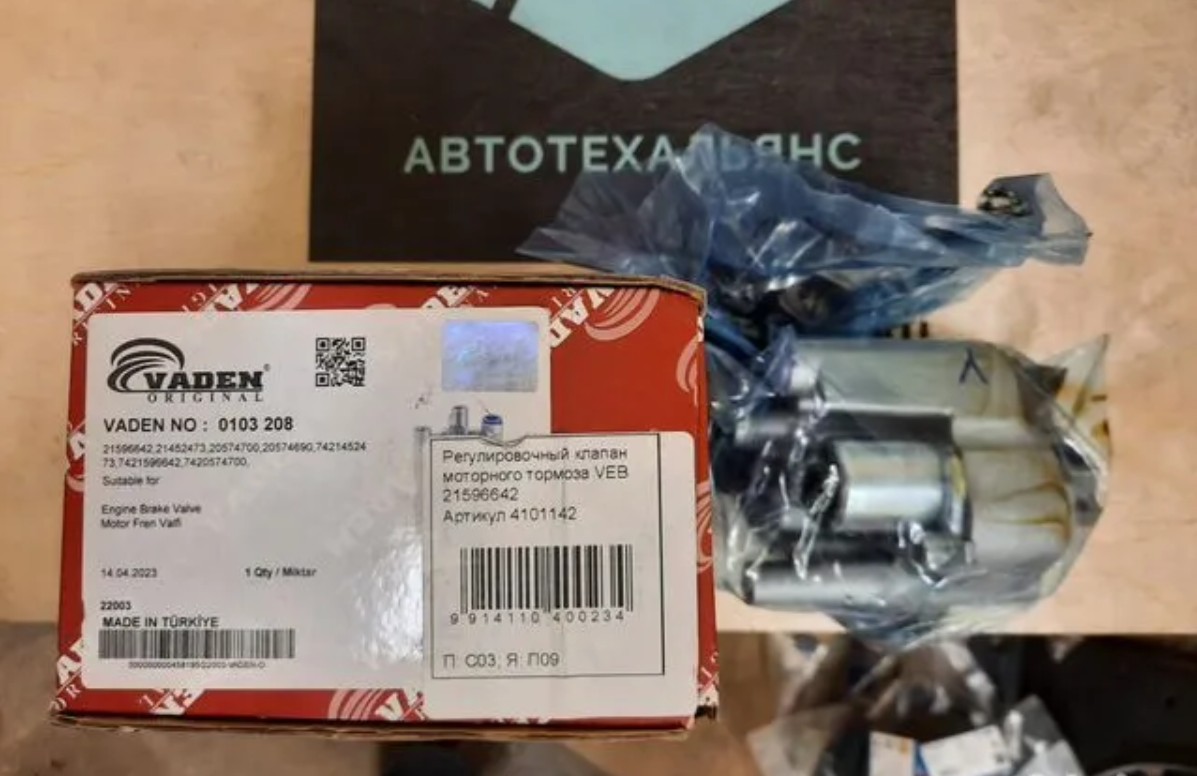 АВТОТЕХАЛЬЯНС
VADEN
ORIGINAL
VADEN NO : 0103 208
21596642,21452473,20574700,20574690,74214524
73,7421596642,7420574700,
Suitable for
Engine Brake Valve
Motor Fren Valfi
14.04.2023
1 Qty / Miktar
22003
MADE IN TÜRKİYE
Регулировочный клапан
моторного тормоза VEB
21596642
Артикул 4101142
9 914110 400234
П: С03; Я: П09